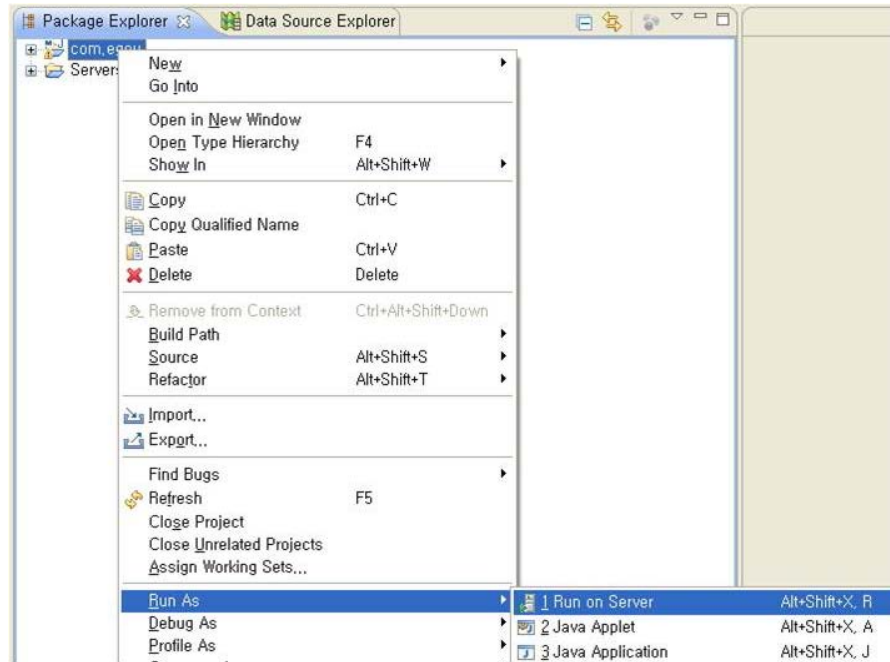 Package Explorer
Data Source Explorer
New
Go Into
Open in New Window
Open Type Hierarchy F4
Show In Alt+Shift+W
Copy Ctrl+C
Copy Qualified Name
Paste Ctrl+V
Delete Delete
Remove from Context Ctrl+Alt+Shift+Down
Build Path
Source Alt+Shift+S
Refactor Alt+Shift+T
Import...
Export...
Find Bugs
Refresh F5
Close Project
Close Unrelated Projects
Assign Working Sets...
Run As
1 Run on Server Alt+Shift+X, R
Debug As
2 Java Applet Alt+Shift+X, A
Profile As
3 Java Application Alt+Shift+X, J